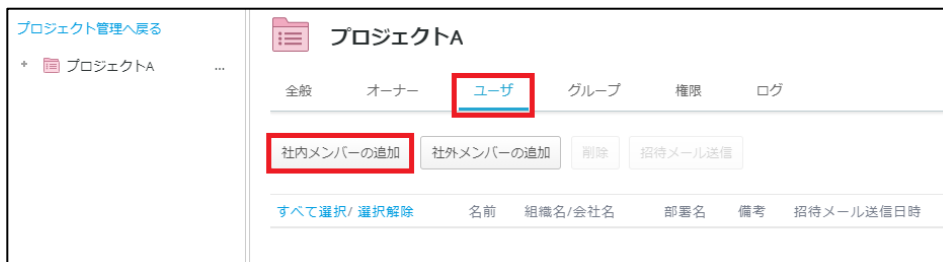 プロジェクト管理へ戻る
+ プロジェクトA ...
プロジェクトA
全般 オーナー ユーザ グループ 権限 ログ
社内メンバーの追加 社外メンバーの追加 削除 招待メール送信
すべて選択/ 選択解除 名前 組織名/会社名 部署名 備考 招待メール送信日時